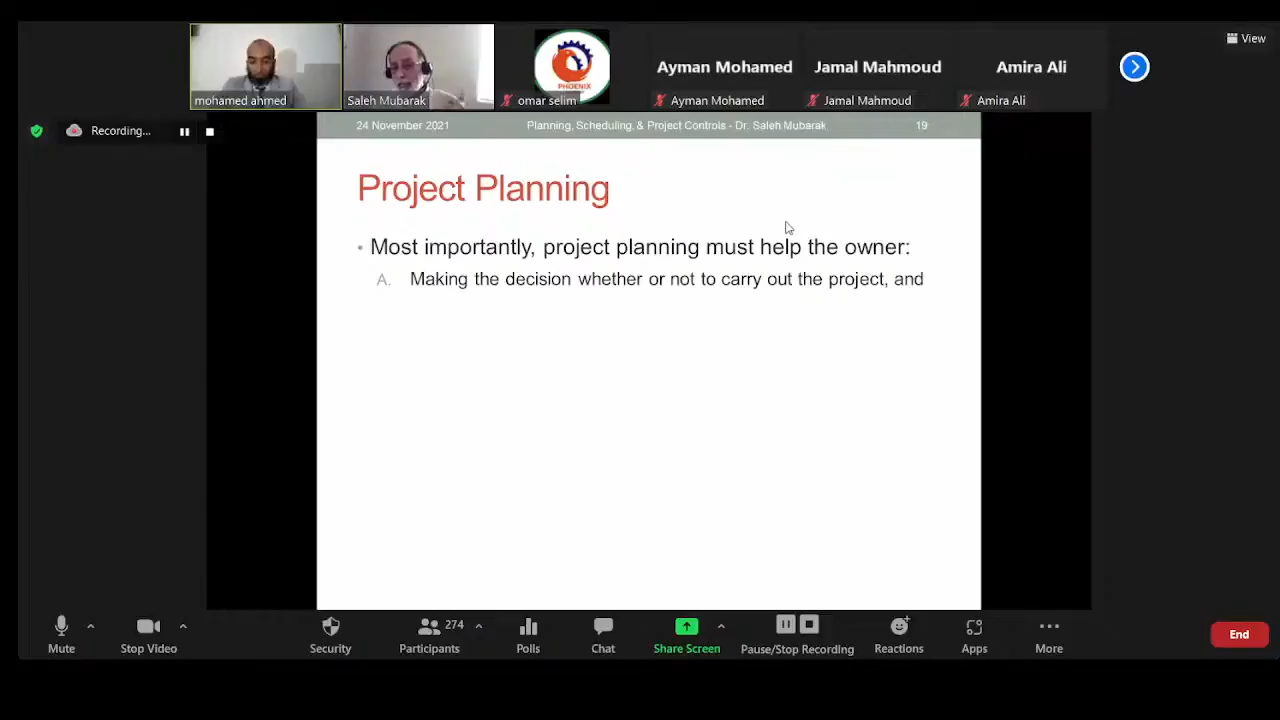 View
PHOENIX
Ayman Mohamed
Jamal Mahmoud
Amira Ali
mohamed ahmed
Saleh Mubarak
omar selim
Ayman Mohamed
Jamal Mahmoud
Amira Ali
Recording...
24 November 2021
Planning, Scheduling, & Project Controls - Dr. Saleh Mubarak
19
Project Planning
• Most importantly, project planning must help the owner:
A. Making the decision whether or not to carry out the project, and
274
Mute
Stop Video
Security
Participants
Polls
Chat
Share Screen
Pause/Stop Recording
Reactions
Apps
More
End